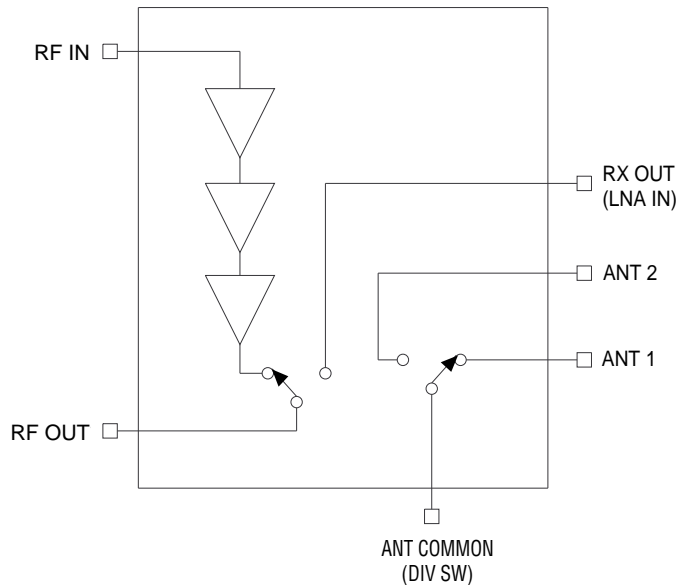 RF IN
RX OUT
(LNA IN)
ANT 2
ANT 1
RF OUT
ANT COMMON
(DIV SW)